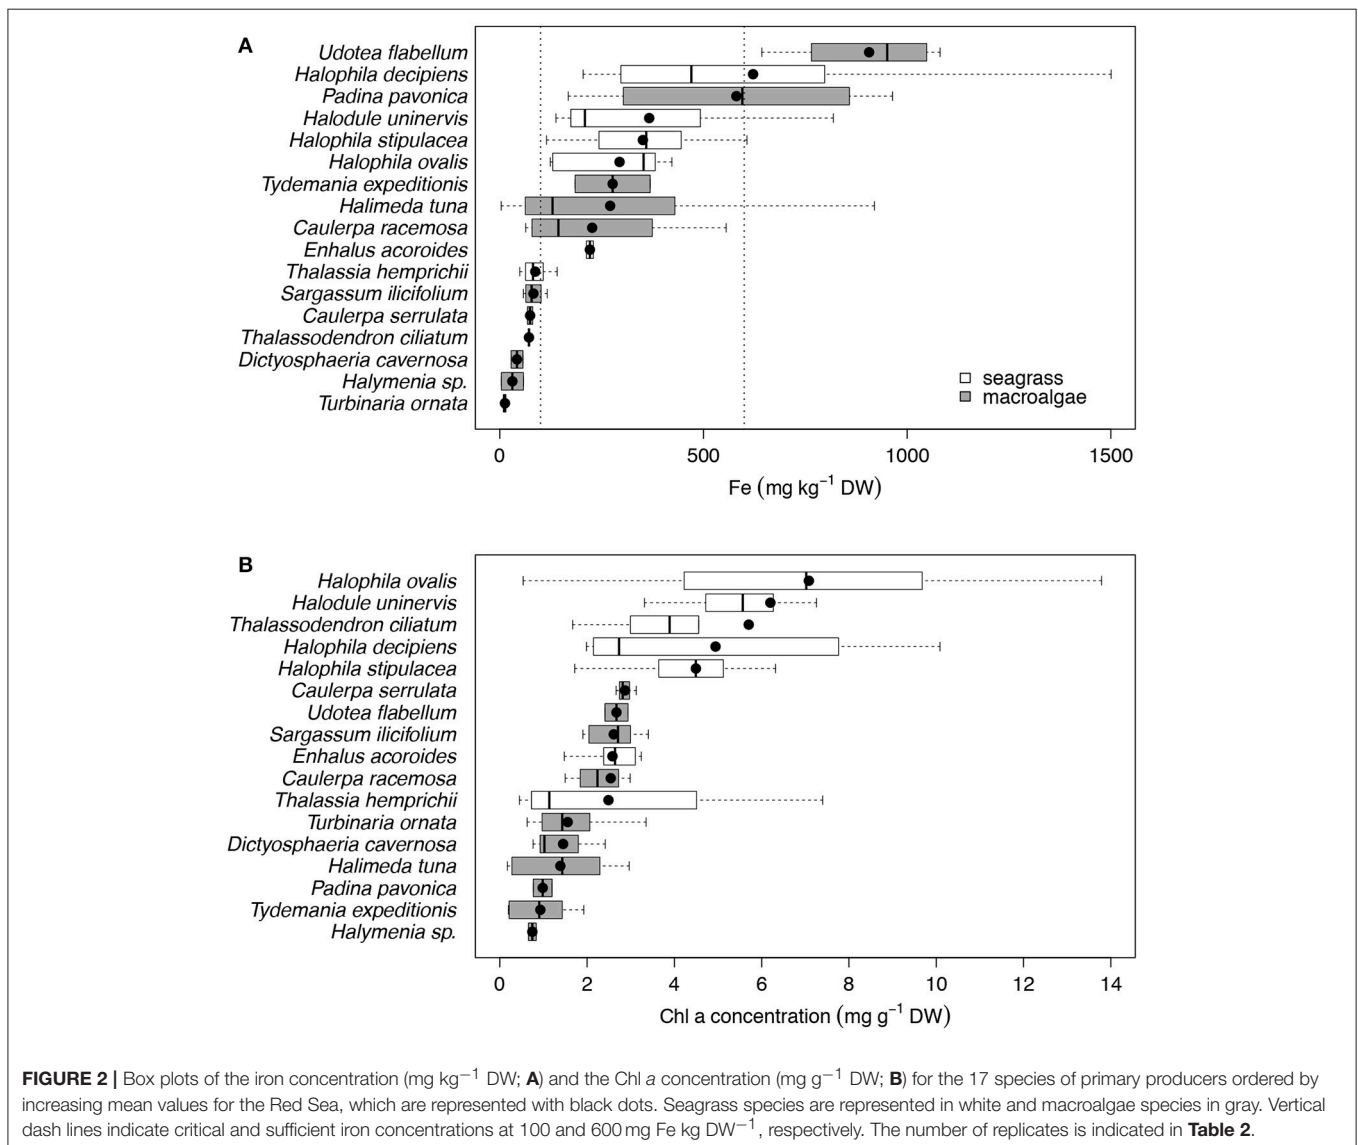 A
Udotea flabellum
Halophila decipiens
Padina pavonica
Halodule uninervis
Halophila stipulacea
Halophila ovalis
Tydemania expeditionis
Halimeda tuna
Caulerpa racemosa
Enhalus acoroides
Thalassia hemprichii
Sargassum ilicifolium
Caulerpa serrulata
Thalassodendron ciliatum
Dictyosphaeria cavernosa
Halymenia sp.
Turbinaria ornata
seagrass
macroalgae
0 500 1000 1500
Fe (mg kg⁻¹ DW)
B
Halophila ovalis
Halodule uninervis
Thalassodendron ciliatum
Halophila decipiens
Halophila stipulacea
Caulerpa serrulata
Udotea flabellum
Sargassum ilicifolium
Enhalus acoroides
Caulerpa racemosa
Thalassia hemprichii
Turbinaria ornata
Dictyosphaeria cavernosa
Halimeda tuna
Padina pavonica
Tydemania expeditionis
Halymenia sp.
0 2 4 6 8 10 12 14
Chl a concentration (mg g⁻¹ DW)
FIGURE 2 | Box plots of the iron concentration (mg kg⁻¹ DW; A) and the Chl a concentration (mg g⁻¹ DW; B) for the 17 species of primary producers ordered by
increasing mean values for the Red Sea, which are represented with black dots. Seagrass species are represented in white and macroalgae species in gray. Vertical
dash lines indicate critical and sufficient iron concentrations at 100 and 600 mg Fe kg DW⁻¹, respectively. The number of replicates is indicated in Table 2.